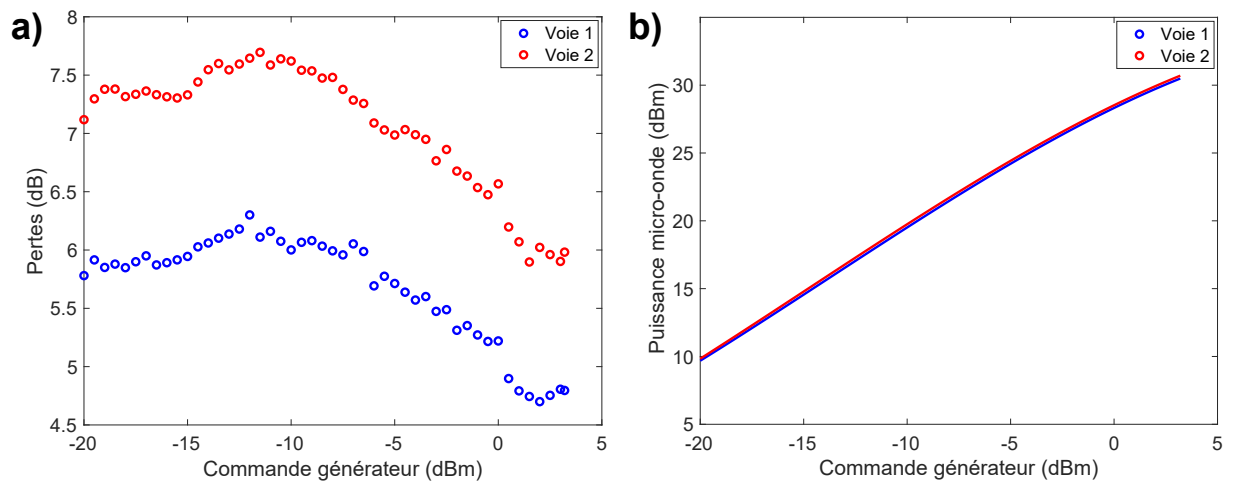 a)
8
7.5
7
6.5
6
5.5
5
4.5
Pertes (dB)
-20
-15
-10
-5
0
5
Commande générateur (dBm)
Voie 1
Voie 2
b)
30
25
20
15
10
5
Puissance micro-onde (dBm)
-20
-15
-10
-5
0
5
Commande générateur (dBm)
Voie 1
Voie 2